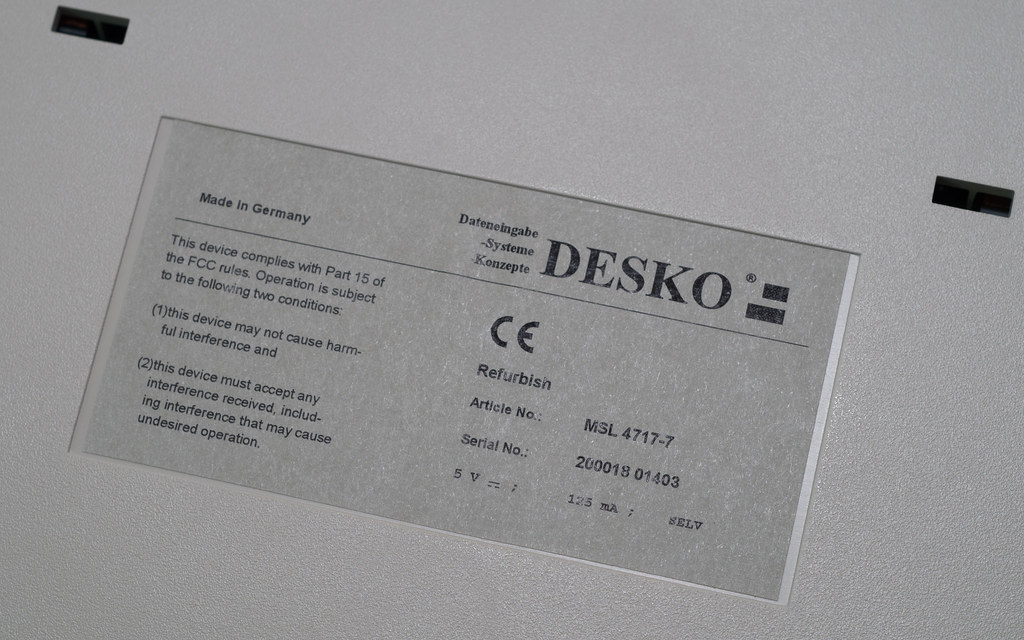 Made in Germany
Dateneingabe
-Systeme
-Konzepte
DESKO®
This device complies with Part 15 of
the FCC rules. Operation is subject
to the following two conditions:
(1)this device may not cause harm-
ful interference and
(2)this device must accept any
interference received, includ-
ing interference that may cause
undesired operation.
CE
Refurbish
Article No.: MSL 4717-7
Serial No.: 200018 01403
5 V ⎓ ; 125 mA ; SELV